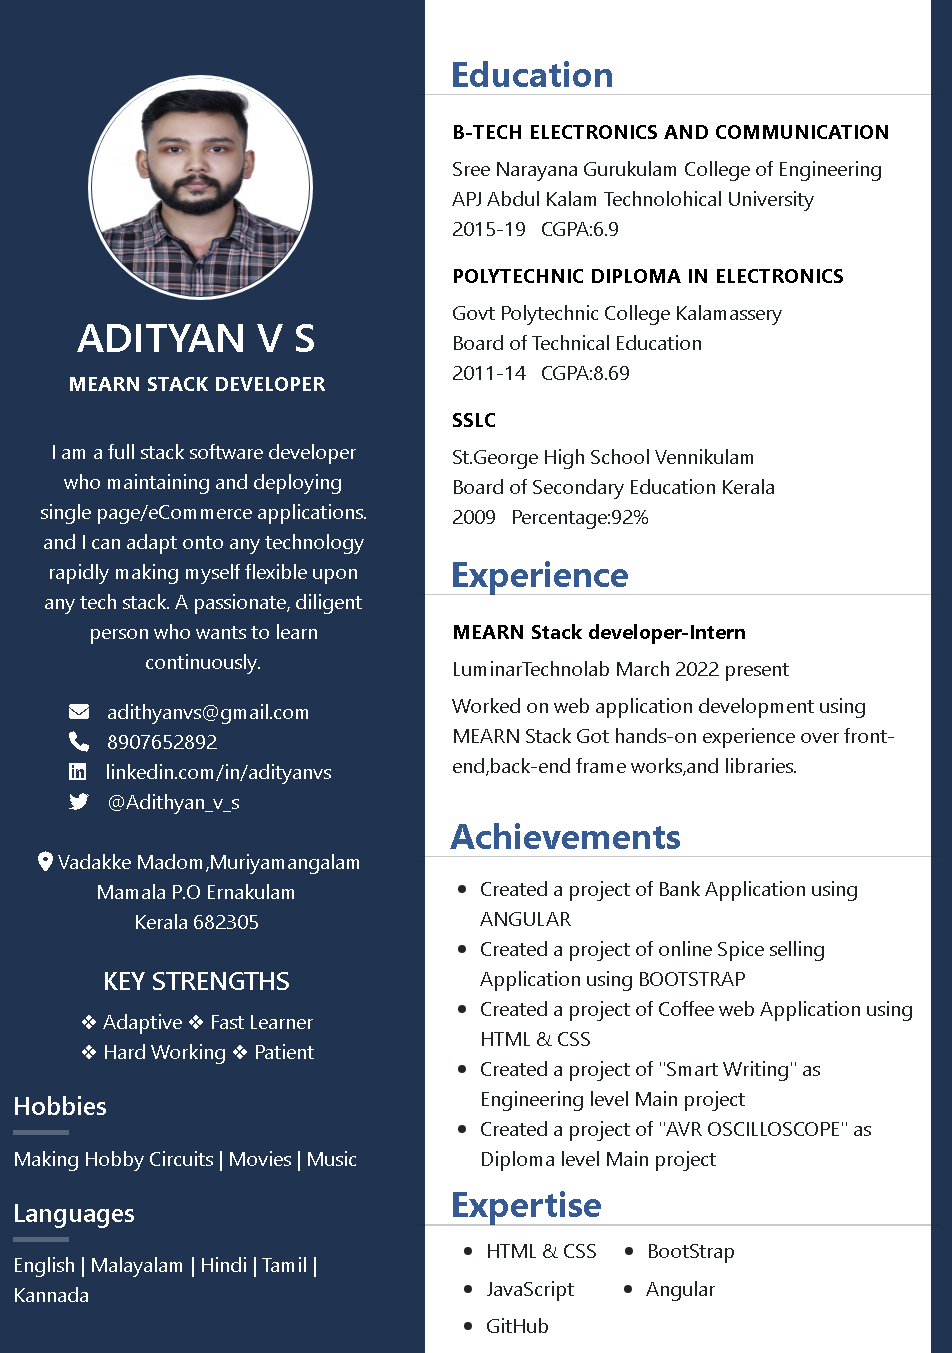 ADITYAN V S
MEARN STACK DEVELOPER
I am a full stack software developer
who maintaining and deploying
single page/eCommerce applications.
and I can adapt onto any technology
rapidly making myself flexible upon
any tech stack. A passionate, diligent
person who wants to learn
continuously.
adithyanvs@gmail.com
8907652892
linkedin.com/in/adityanvs
@Adithyan_v_s
Vadakke Madom,Muriyamangalam
Mamala P.O Ernakulam
Kerala 682305
KEY STRENGTHS
❖ Adaptive ❖ Fast Learner
❖ Hard Working ❖ Patient
Hobbies
Making Hobby Circuits | Movies | Music
Languages
English | Malayalam | Hindi | Tamil |
Kannada
Education
B-TECH ELECTRONICS AND COMMUNICATION
Sree Narayana Gurukulam College of Engineering
APJ Abdul Kalam Technolohical University
2015-19 CGPA:6.9
POLYTECHNIC DIPLOMA IN ELECTRONICS
Govt Polytechnic College Kalamassery
Board of Technical Education
2011-14 CGPA:8.69
SSLC
St.George High School Vennikulam
Board of Secondary Education Kerala
2009 Percentage:92%
Experience
MEARN Stack developer-Intern
LuminarTechnolab March 2022 present
Worked on web application development using
MEARN Stack Got hands-on experience over front-
end,back-end frame works,and libraries.
Achievements
• Created a project of Bank Application using
ANGULAR
• Created a project of online Spice selling
Application using BOOTSTRAP
• Created a project of Coffee web Application using
HTML & CSS
• Created a project of "Smart Writing" as
Engineering level Main project
• Created a project of "AVR OSCILLOSCOPE" as
Diploma level Main project
Expertise
• HTML & CSS • BootStrap
• JavaScript • Angular
• GitHub